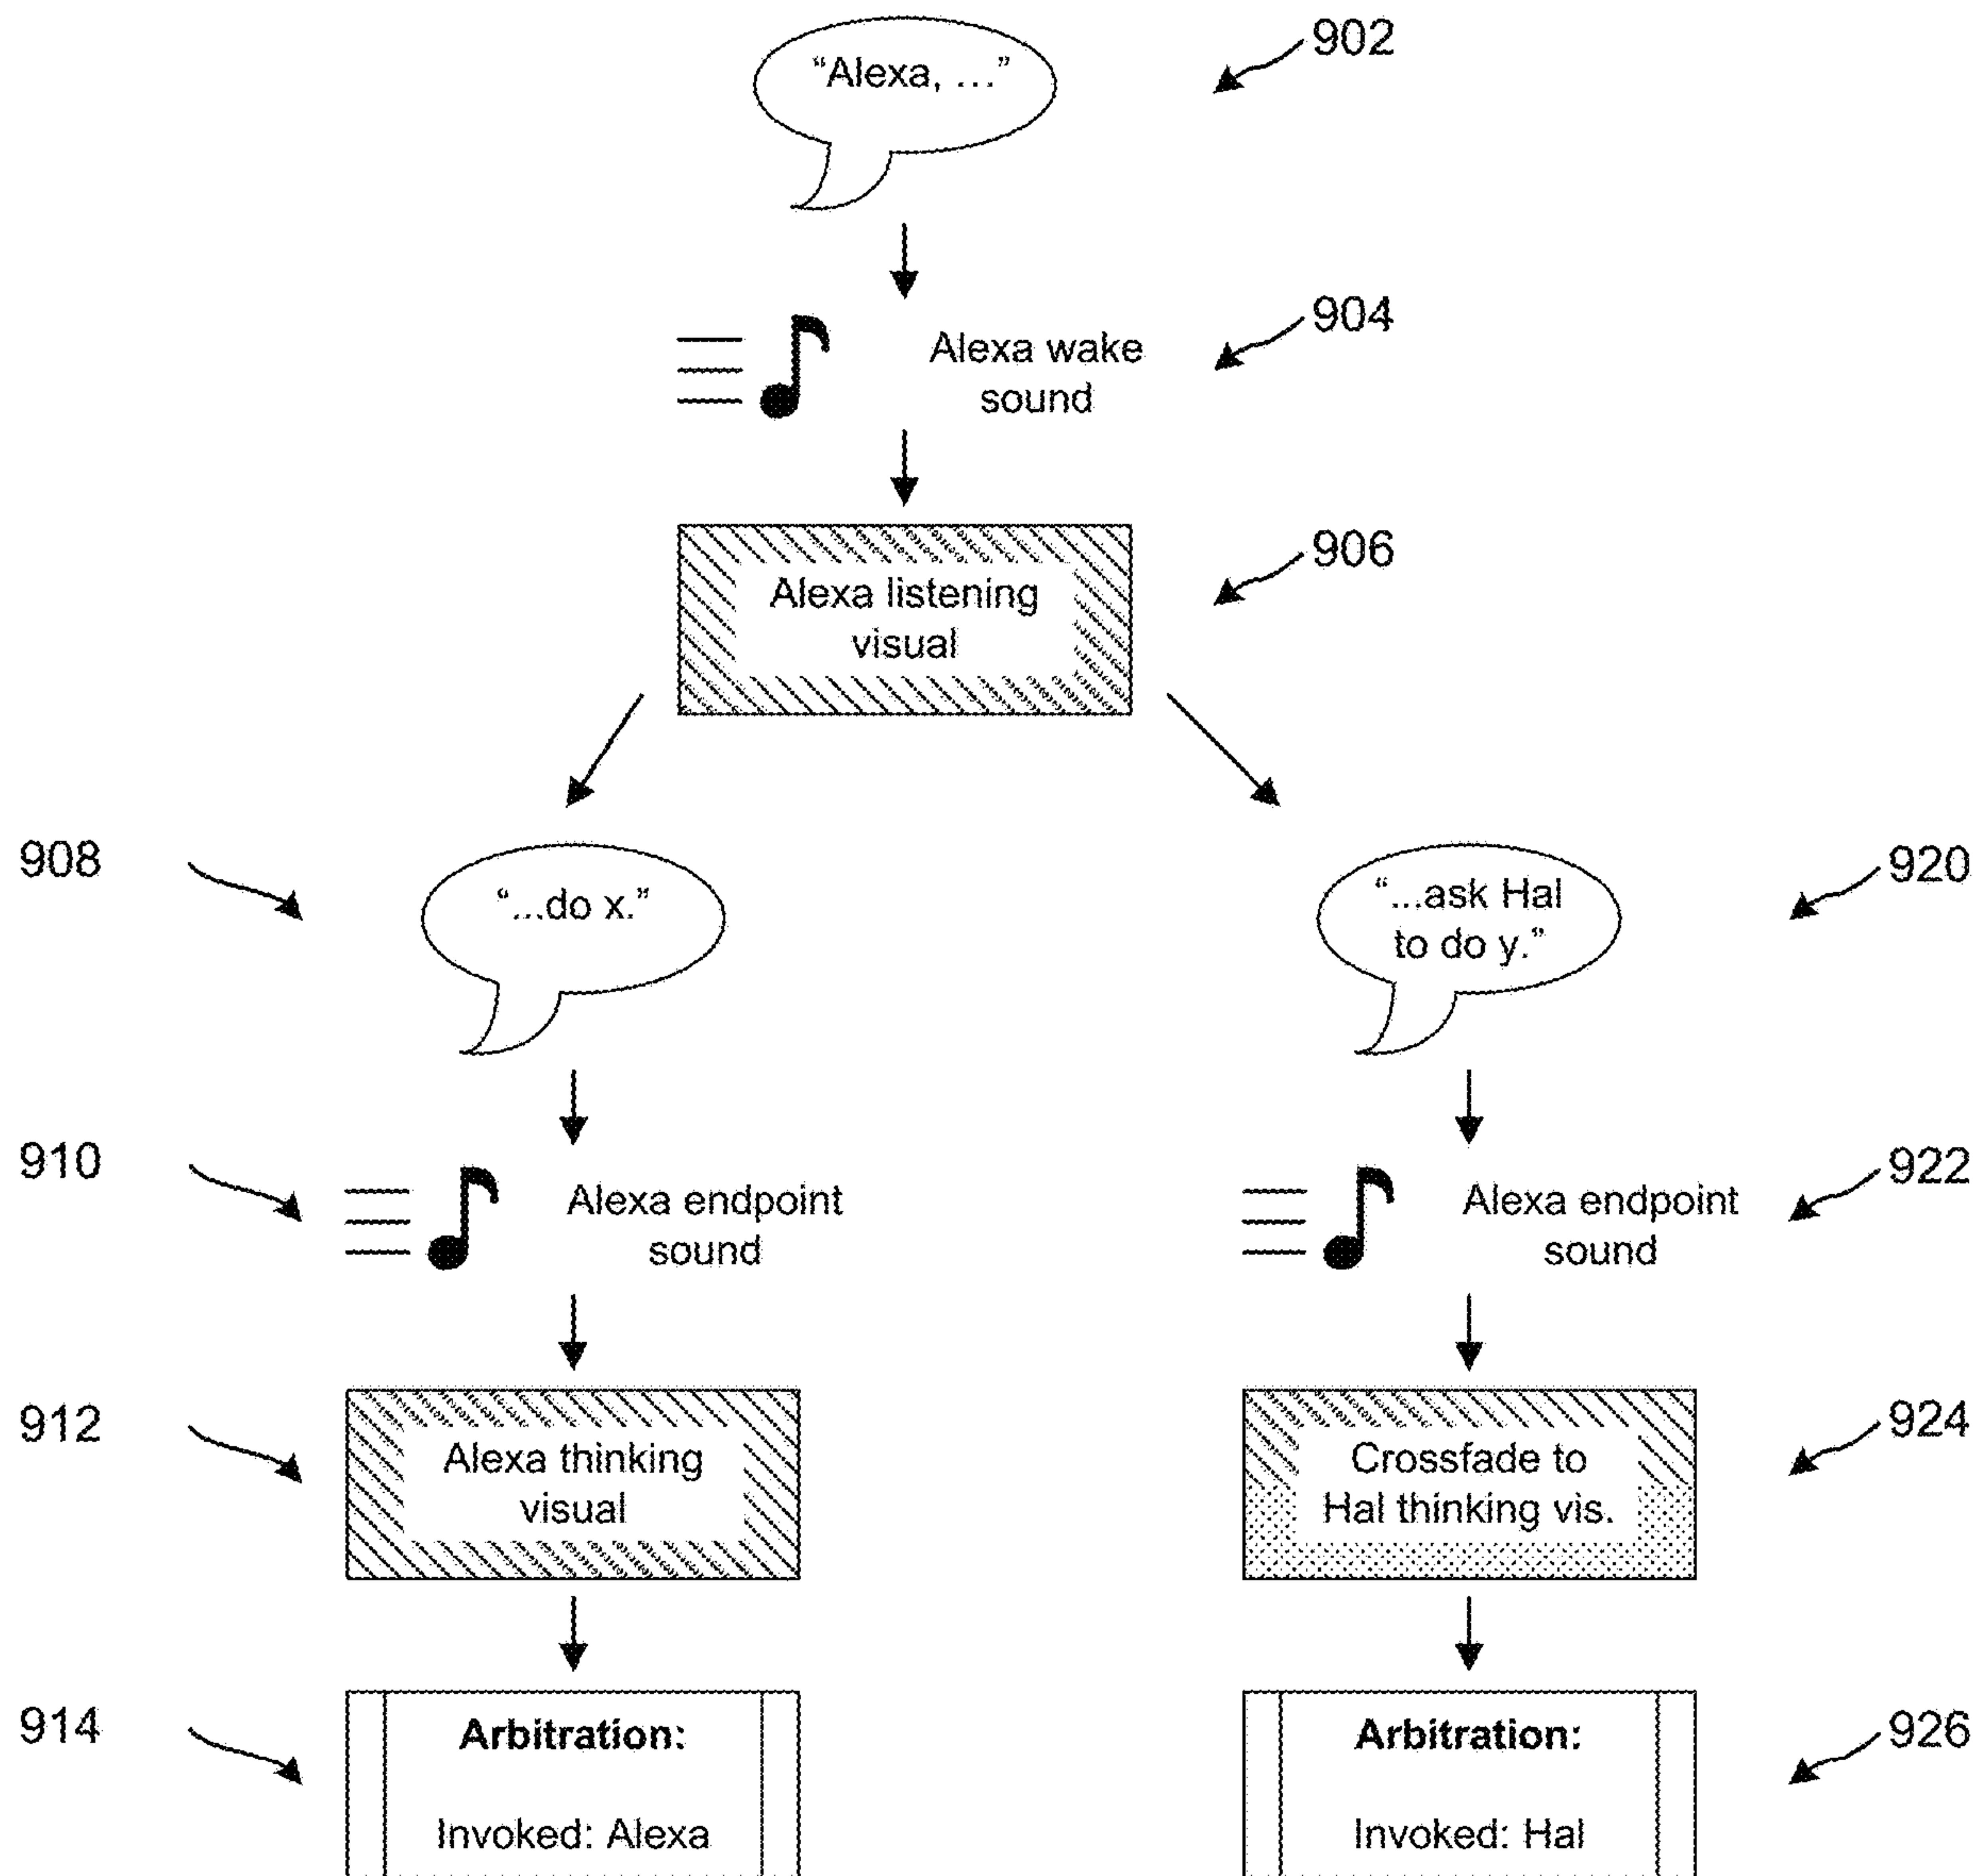 “Alexa, ...”
902
Alexa wake
sound
904
Alexa listening
visual
906
908
“...do x.”
“...ask Hal
to do y.”
920
910
Alexa endpoint
sound
Alexa endpoint
sound
922
912
Alexa thinking
visual
Crossfade to
Hal thinking vis.
924
914
Arbitration:
Invoked: Alexa
Arbitration:
Invoked: Hal
926